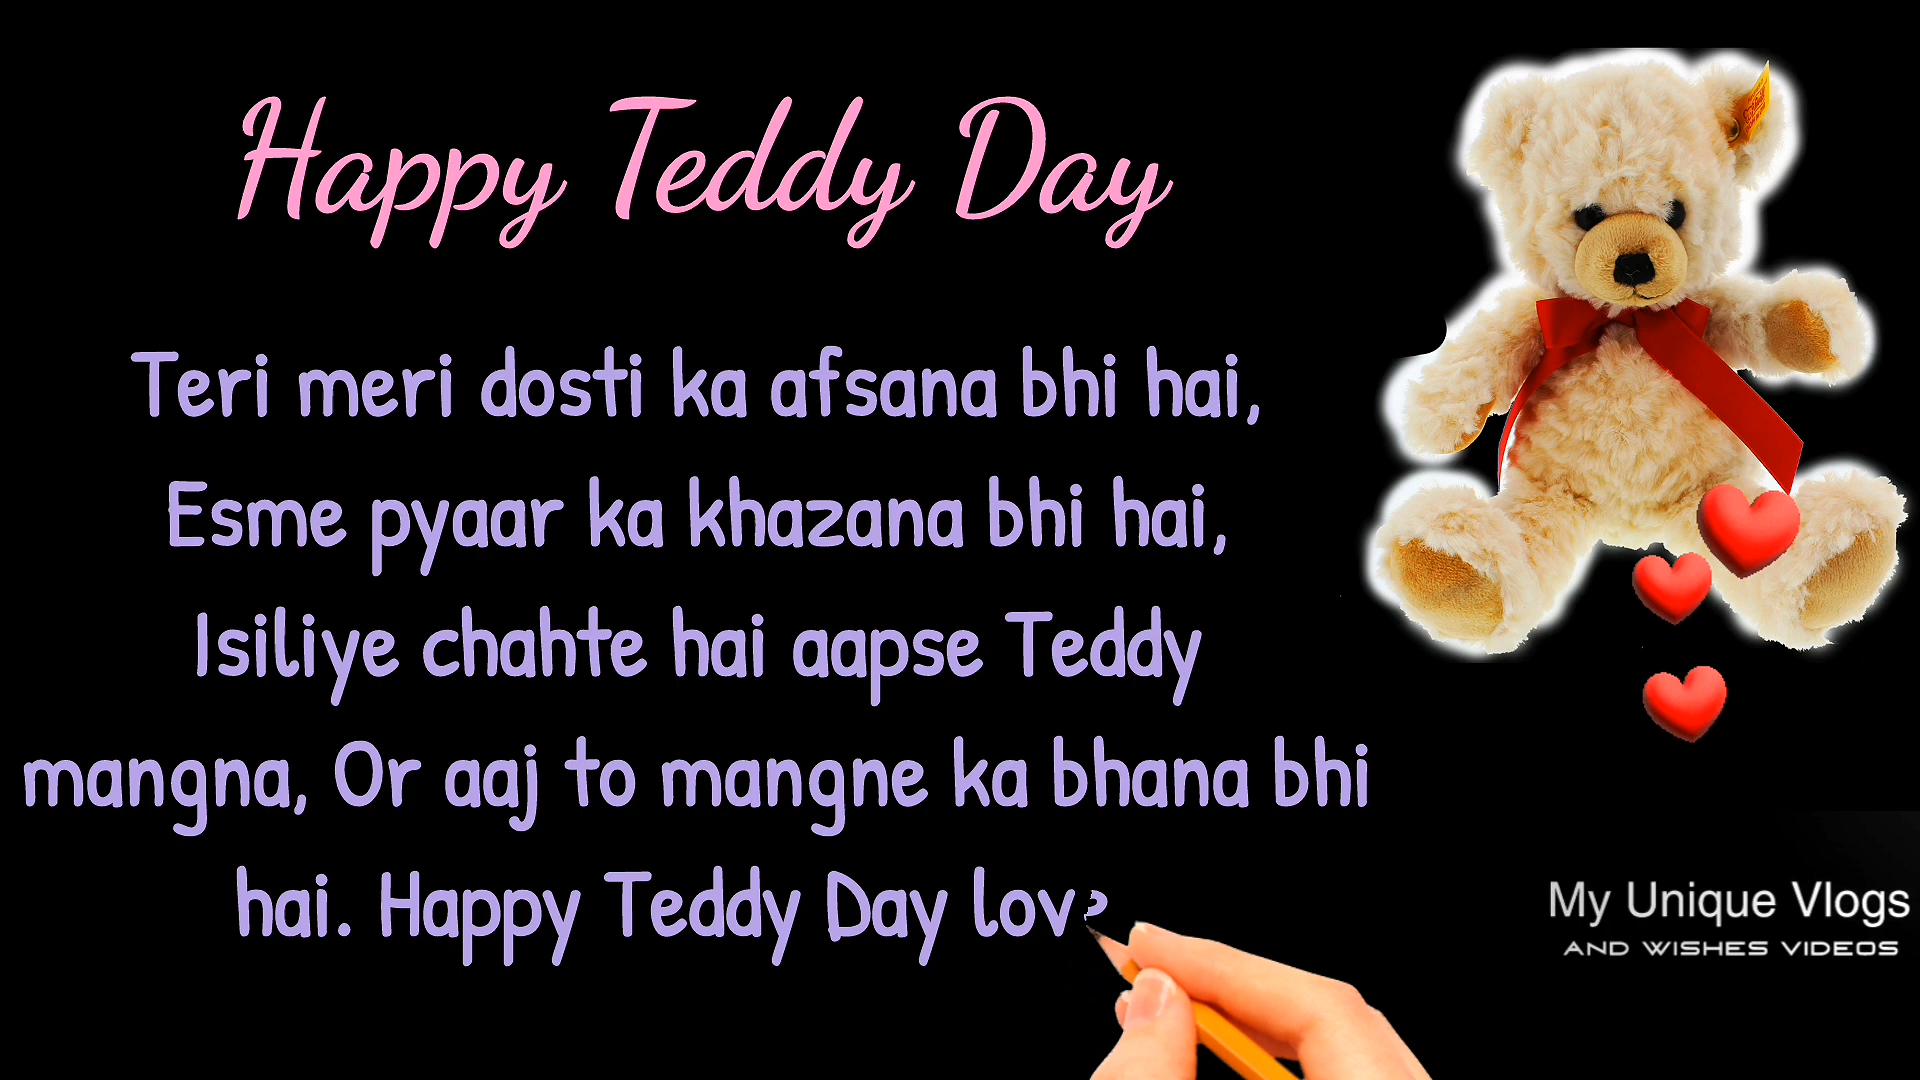 Happy Teddy Day
Teri meri dosti ka afsana bhi hai,
Esme pyaar ka khazana bhi hai,
Isiliye chahte hai aapse Teddy
mangna, Or aaj to mangne ka bhana bhi
hai. Happy Teddy Day love
My Unique Vlogs
AND WISHES VIDEOS